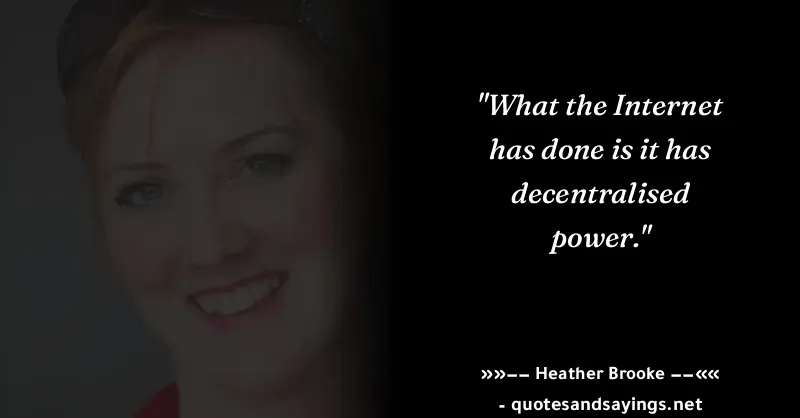 "What the Internet
has done is it has
decentralised
power."
»»−− Heather Brooke −−««
- quotesandsayings.net